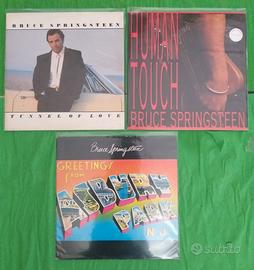 BRUCE SPRINGSTEEN
TUNNEL OF LOVE
HUMAN
TOUCH
BRUCE SPRINGSTEEN
Bruce Springsteen
GREETINGS
from
ASBURY
PARK
N.J.
subito